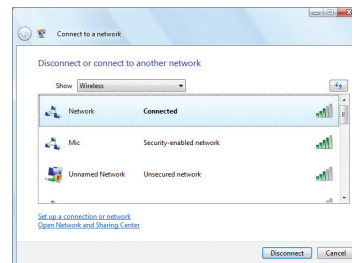 Connect to a network
Disconnect or connect to another network
Show Wireless
Network Connected
Mic Security-enabled network
Unnamed Network Unsecured network
Set up a connection or network
Open Network and Sharing Center
Disconnect Cancel